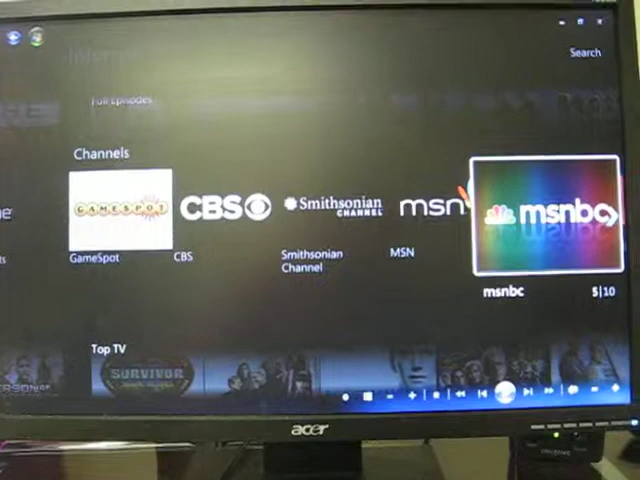 Search
Full Episodes
Channels
GAMESPOT
CBS
Smithsonian
CHANNEL
msn
msnbc
GameSpot
CBS
Smithsonian
Channel
MSN
msnbc
5|10
Top TV
SURVIVOR
acer